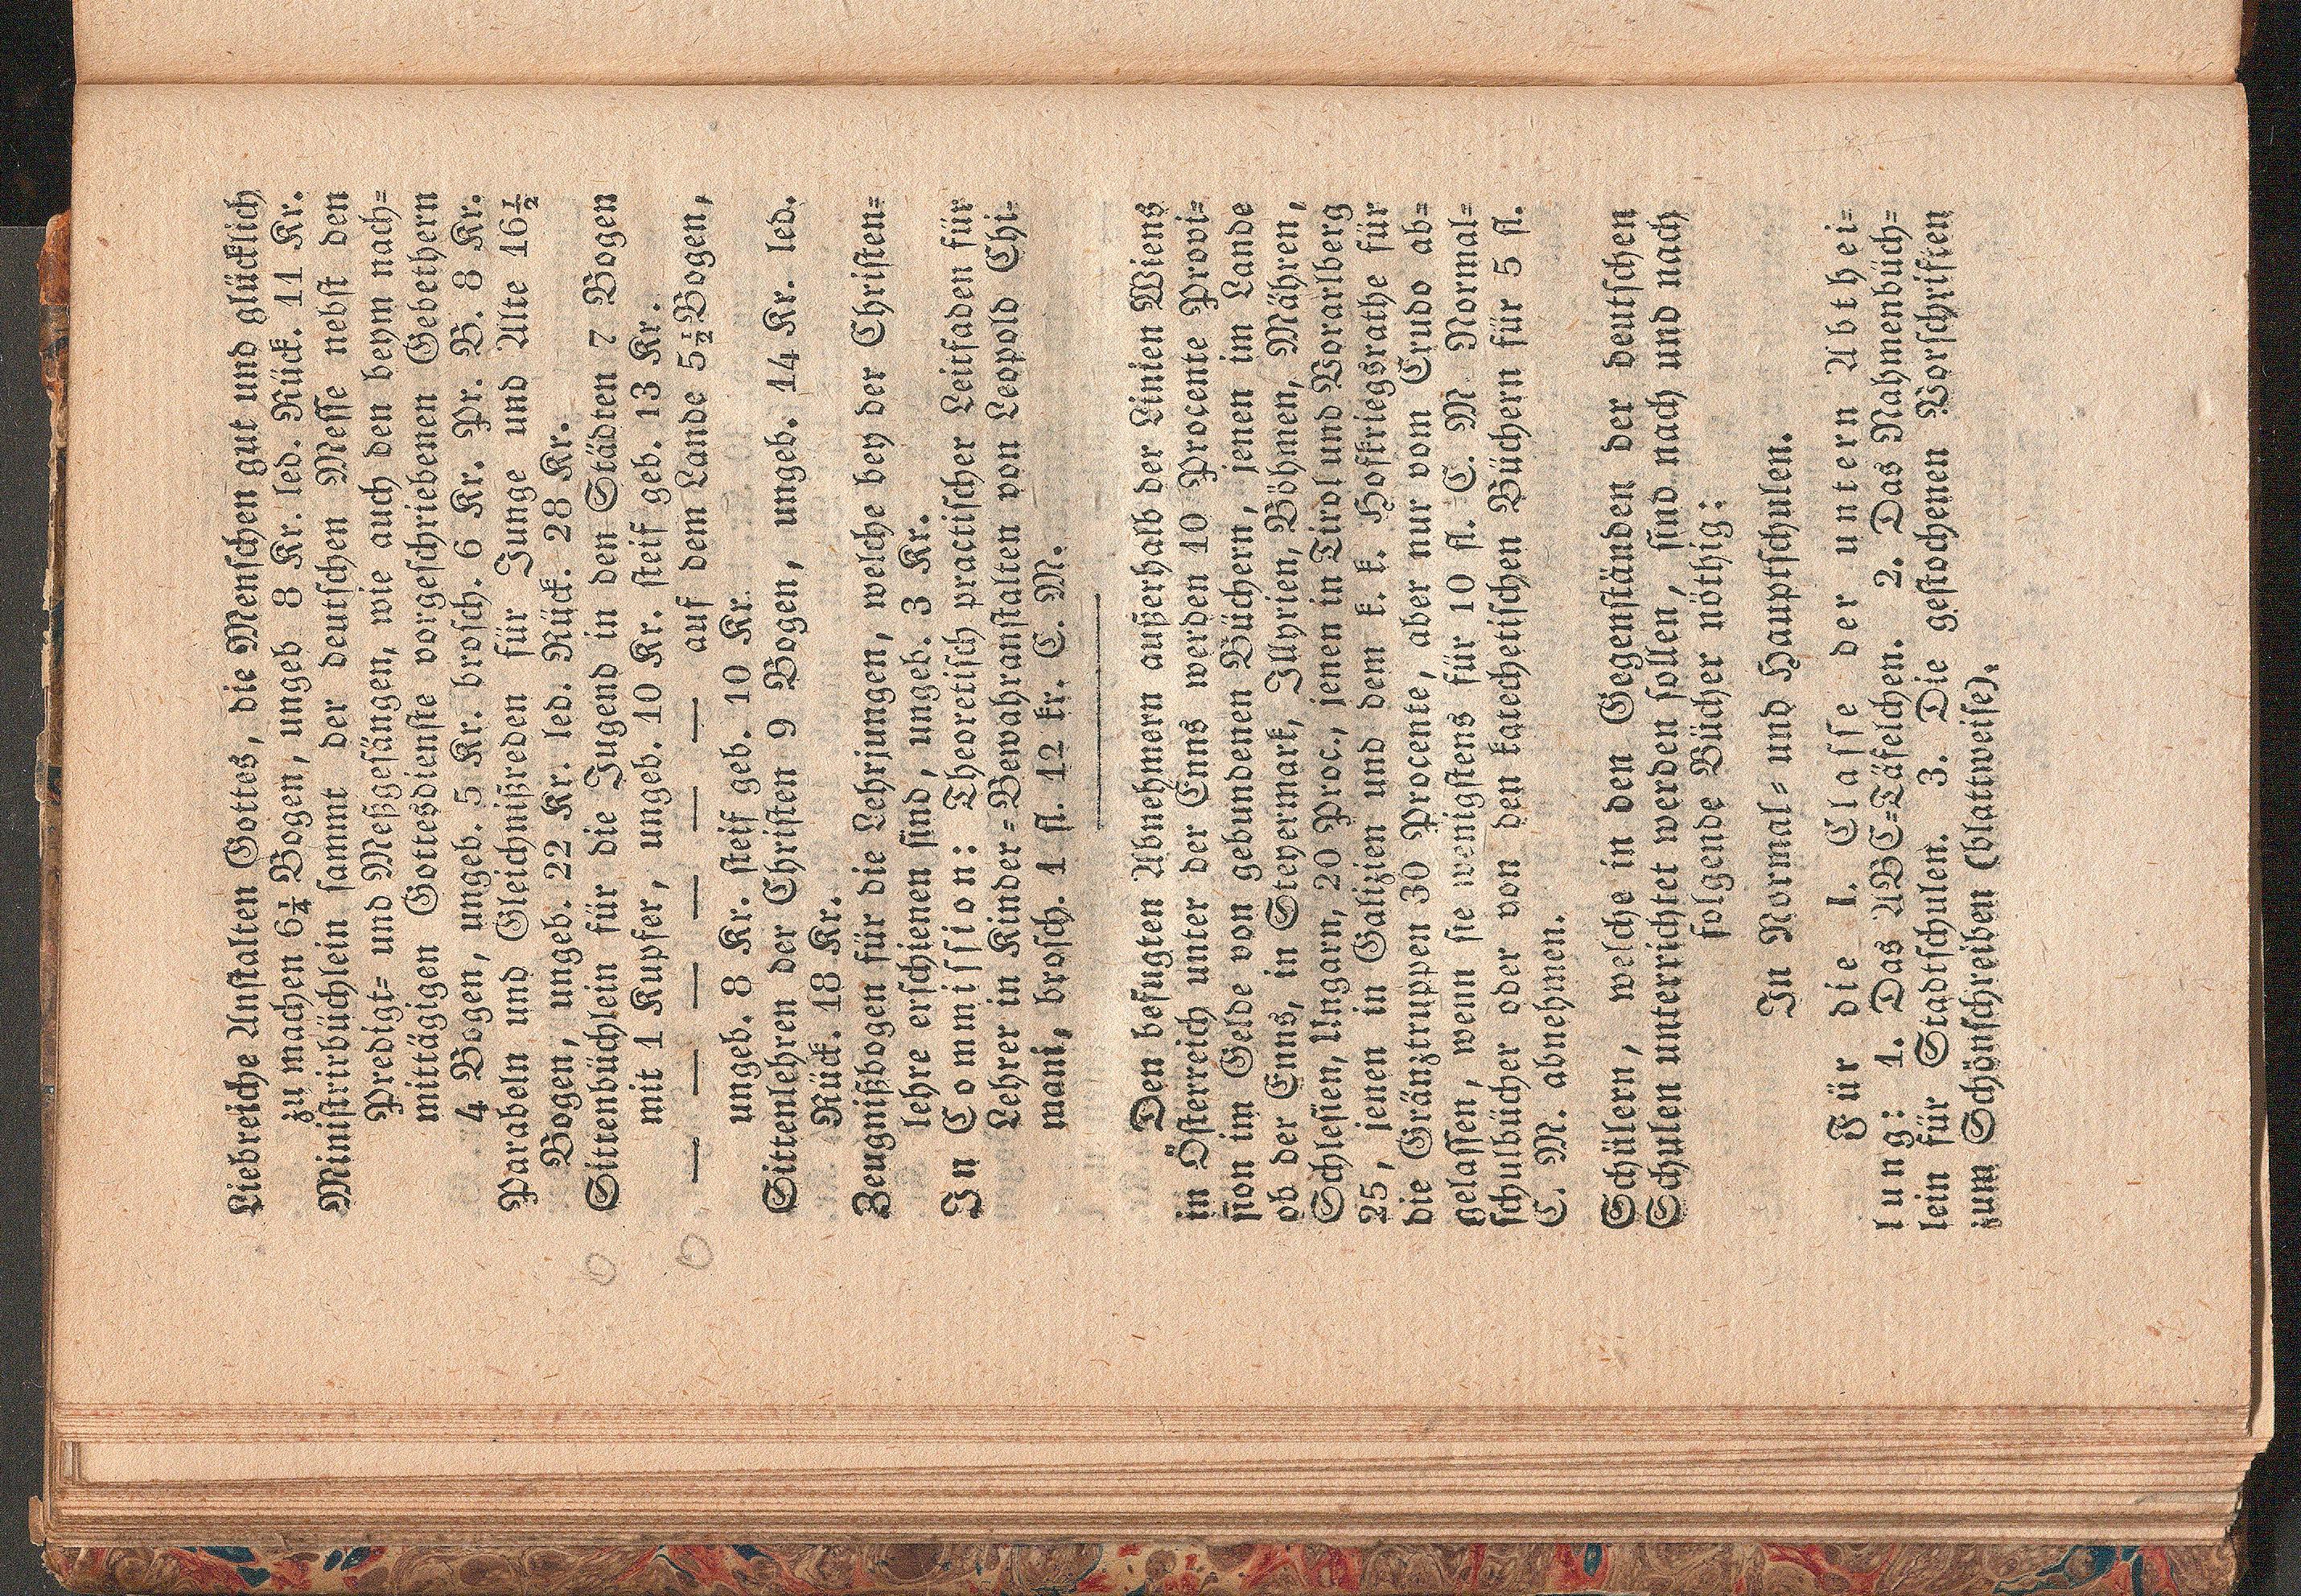 Liebreiche Anstalten Gottes, die Menschen gut und glücklich
zu machen 6¼ Bogen, ungeb 8 Kr. led. Rück. 11 Kr.
Ministrirbüchlein sammt der deutschen Messe nebst den
Predigt= und Meßgesängen, wie auch den beym nach=
mittägigen Gottesdienste vorgeschriebenen Gebethern
4 Bogen, ungeb. 5 Kr. brosch. 6 Kr. Pr. B. 8 Kr.
Parabeln und Gleichnißreden für Junge und Alte 16½
Bogen, ungeb. 22 Kr. led. Rück. 28 Kr.
Sittenbüchlein für die Jugend in den Städten 7 Bogen
mit 1 Kupfer, ungeb. 10 Kr. steif geb. 13 Kr.
— — — — — — auf dem Lande 5½ Bogen,
ungeb. 8 Kr. steif geb. 10 Kr.
Sittenlehren der Christen 9 Bogen, ungeb. 14 Kr. led.
Rück. 18 Kr.
Zeugnißbogen für die Lehrjungen, welche bey der Christen=
lehre erschienen sind, ungeb. 3 Kr.
In Commission: Theoretisch practischer Leitfaden für
Lehrer in Kinder=Bewahranstalten von Leopold Chi=
mani, brosch. 1 fl. 12 kr. C. M.
Den befugten Abnehmern außerhalb der Linien Wiens
in Österreich unter der Enns werden 10 Procente Provi=
sion im Gelde von gebundenen Büchern, jenen im Lande
ob der Enns, in Steyermark, Illyrien, Böhmen, Mähren,
Schlesien, Ungarn, 20 Proc., jenen in Tirol und Vorarlberg
25, jenen in Galizien und dem k. k. Hofkriegsrathe für
die Gränztruppen 30 Procente, aber nur vom Crudo ab=
gelassen, wenn sie wenigstens für 10 fl. C. M Normal=
schulbücher oder von den katechetischen Büchern für 5 fl.
C. M. abnehmen.
Schülern, welche in den Gegenständen der deutschen
Schulen unterrichtet werden sollen, sind nach und nach
folgende Bücher nöthig:
In Normal= und Hauptschulen.
Für die I. Classe der untern Abthei=
lung: 1. Das ABC=Täfelchen. 2. Das Nahmenbüch=
lein für Stadtschulen. 3. Die gestochenen Vorschriften
zum Schönschreiben (blattweise).